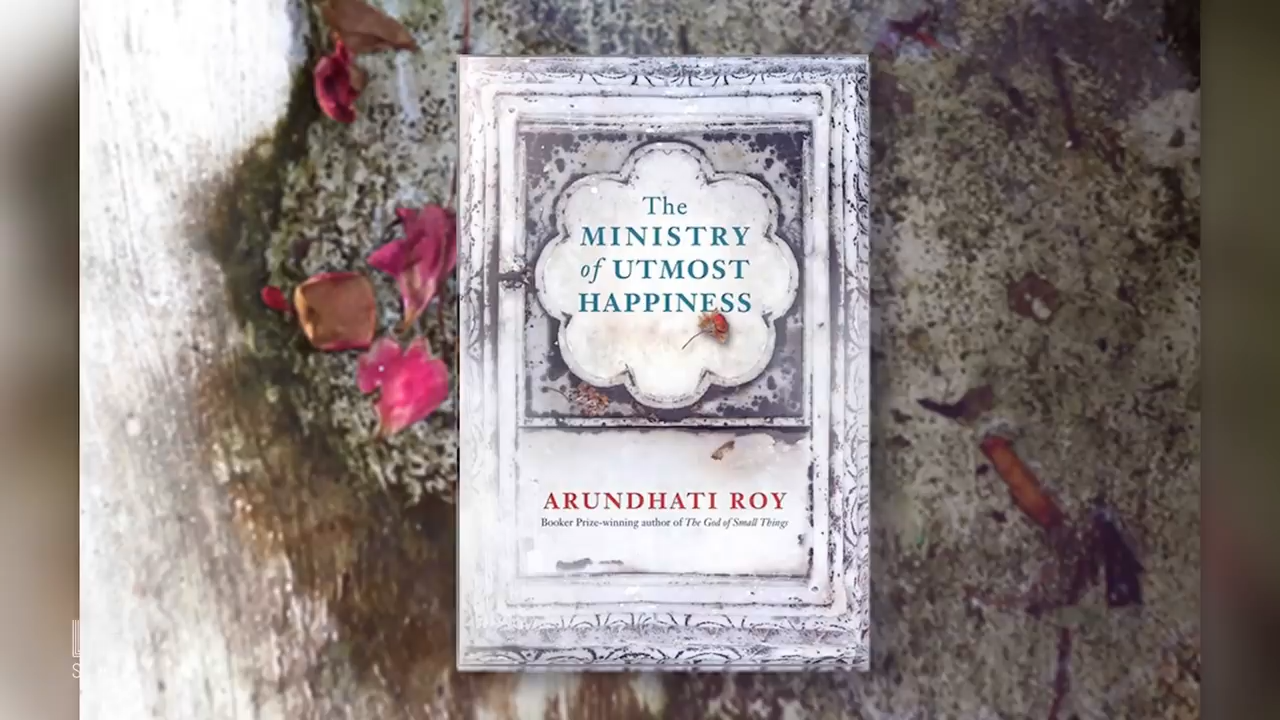 The
MINISTRY
of UTMOST
HAPPINESS
ARUNDHATI ROY
Booker Prize-winning author of The God of Small Things